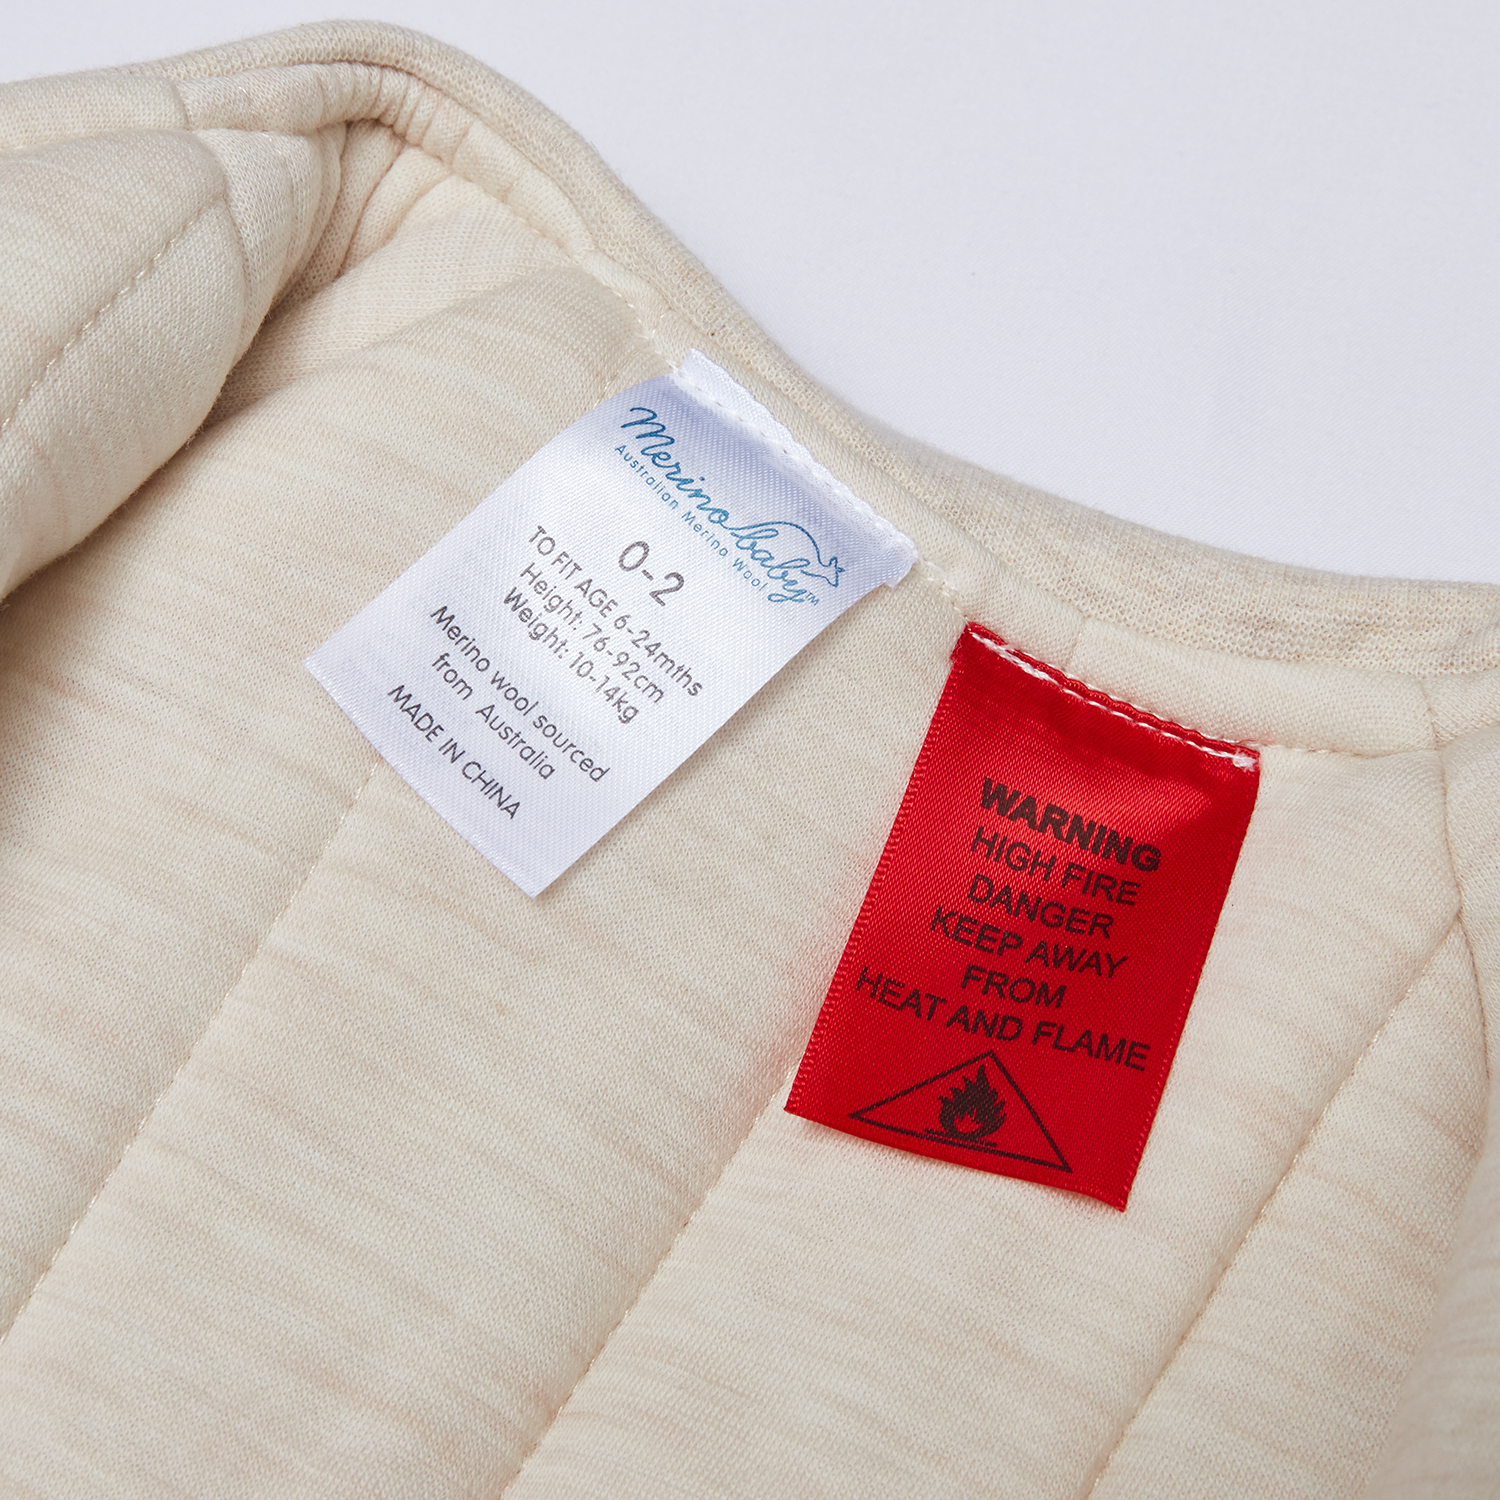 Merino baby™
Australian Merino Wool
0-2
TO FIT AGE 6-24mths
Height: 76-92cm
Weight: 10-14kg
Merino wool sourced
from Australia
MADE IN CHINA
WARNING
HIGH FIRE
DANGER
KEEP AWAY
FROM
HEAT AND FLAME